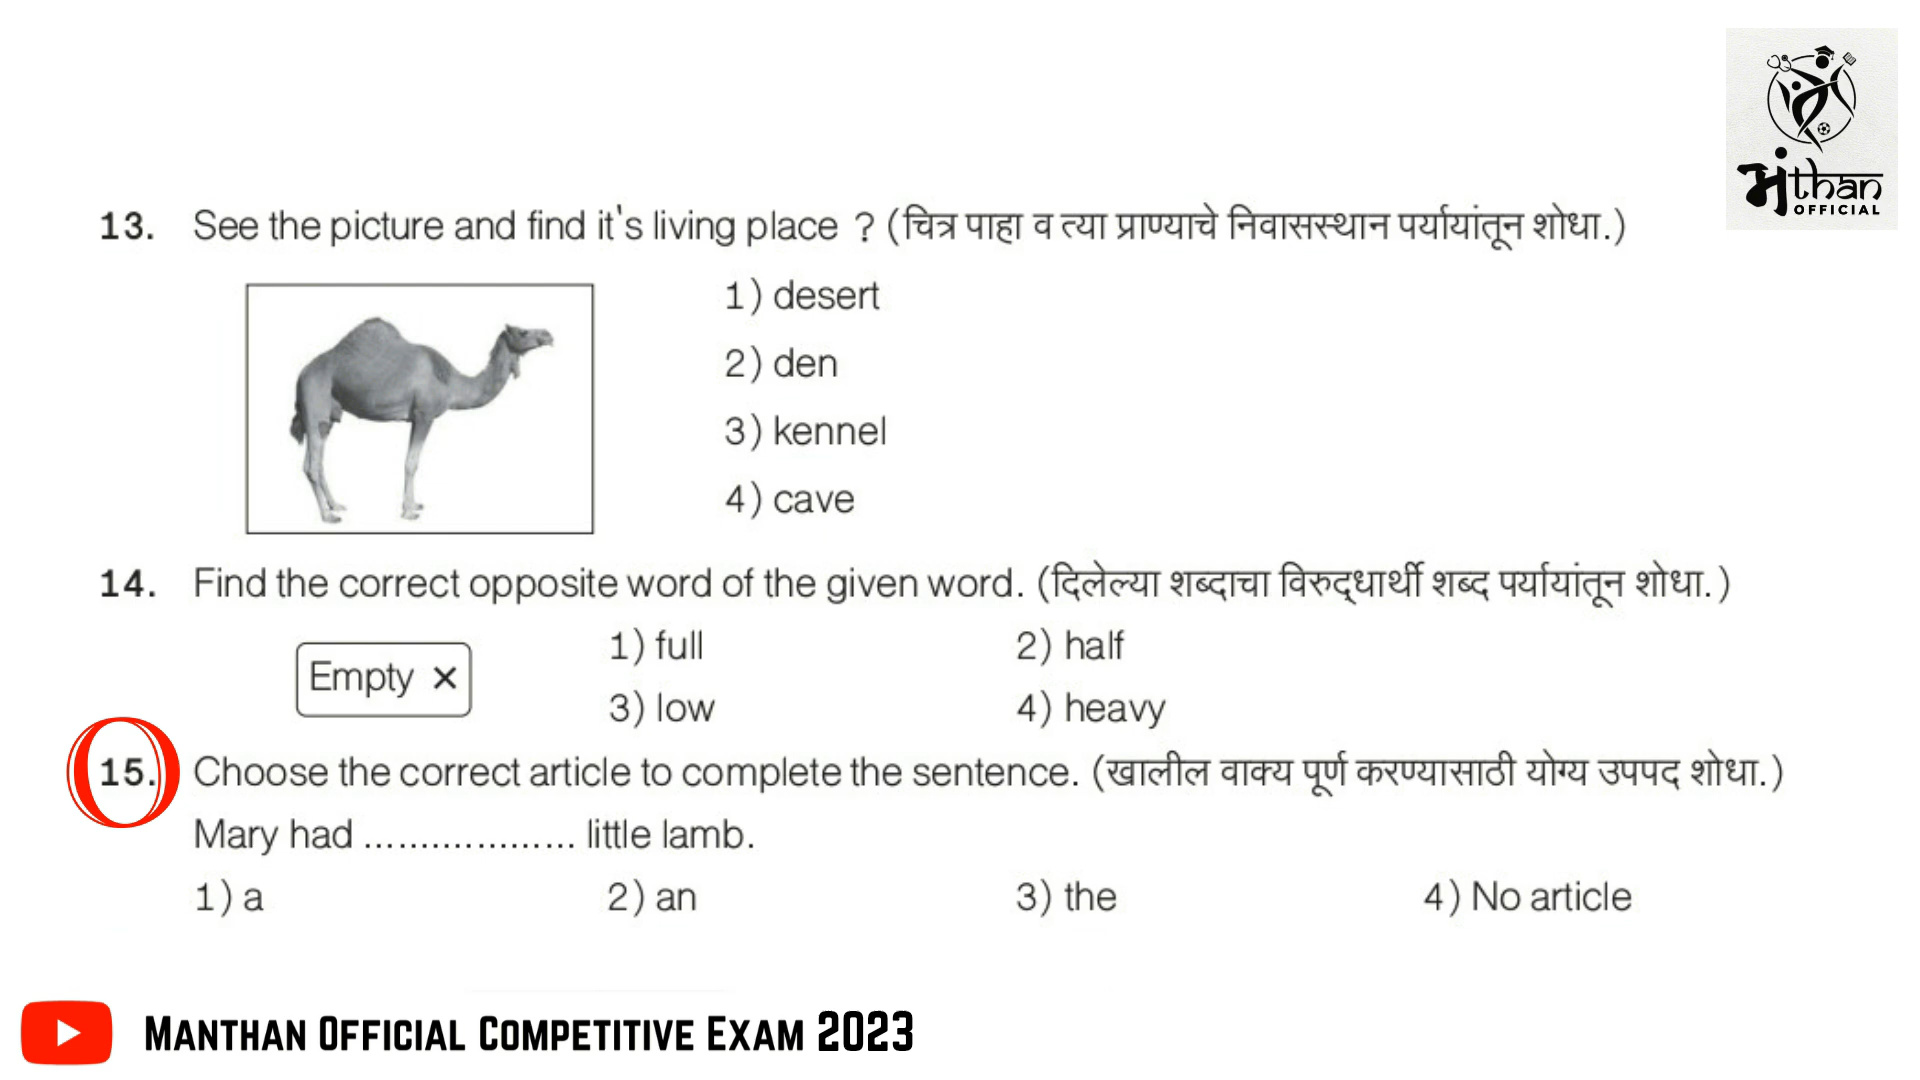 मंthan
OFFICIAL
13. See the picture and find it's living place ? (चित्र पाहा व त्या प्राण्याचे निवासस्थान पर्यायांतून शोधा.)
1) desert
2) den
3) kennel
4) cave
14. Find the correct opposite word of the given word. (दिलेल्या शब्दाचा विरुद्धार्थी शब्द पर्यायांतून शोधा.)
Empty ×
1) full 2) half
3) low 4) heavy
15. Choose the correct article to complete the sentence. (खालील वाक्य पूर्ण करण्यासाठी योग्य उपपद शोधा.)
Mary had ................... little lamb.
1) a 2) an 3) the 4) No article
MANTHAN OFFICIAL COMPETITIVE EXAM 2023